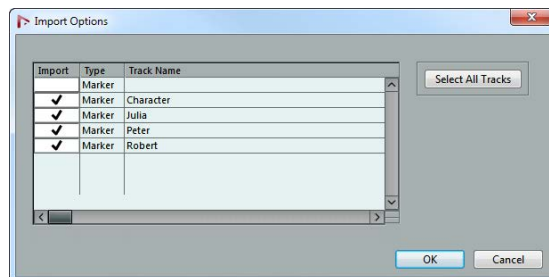 Import Options
Import Type Track Name
Marker
Marker Character
Marker Julia
Marker Peter
Marker Robert
Select All Tracks
OK Cancel